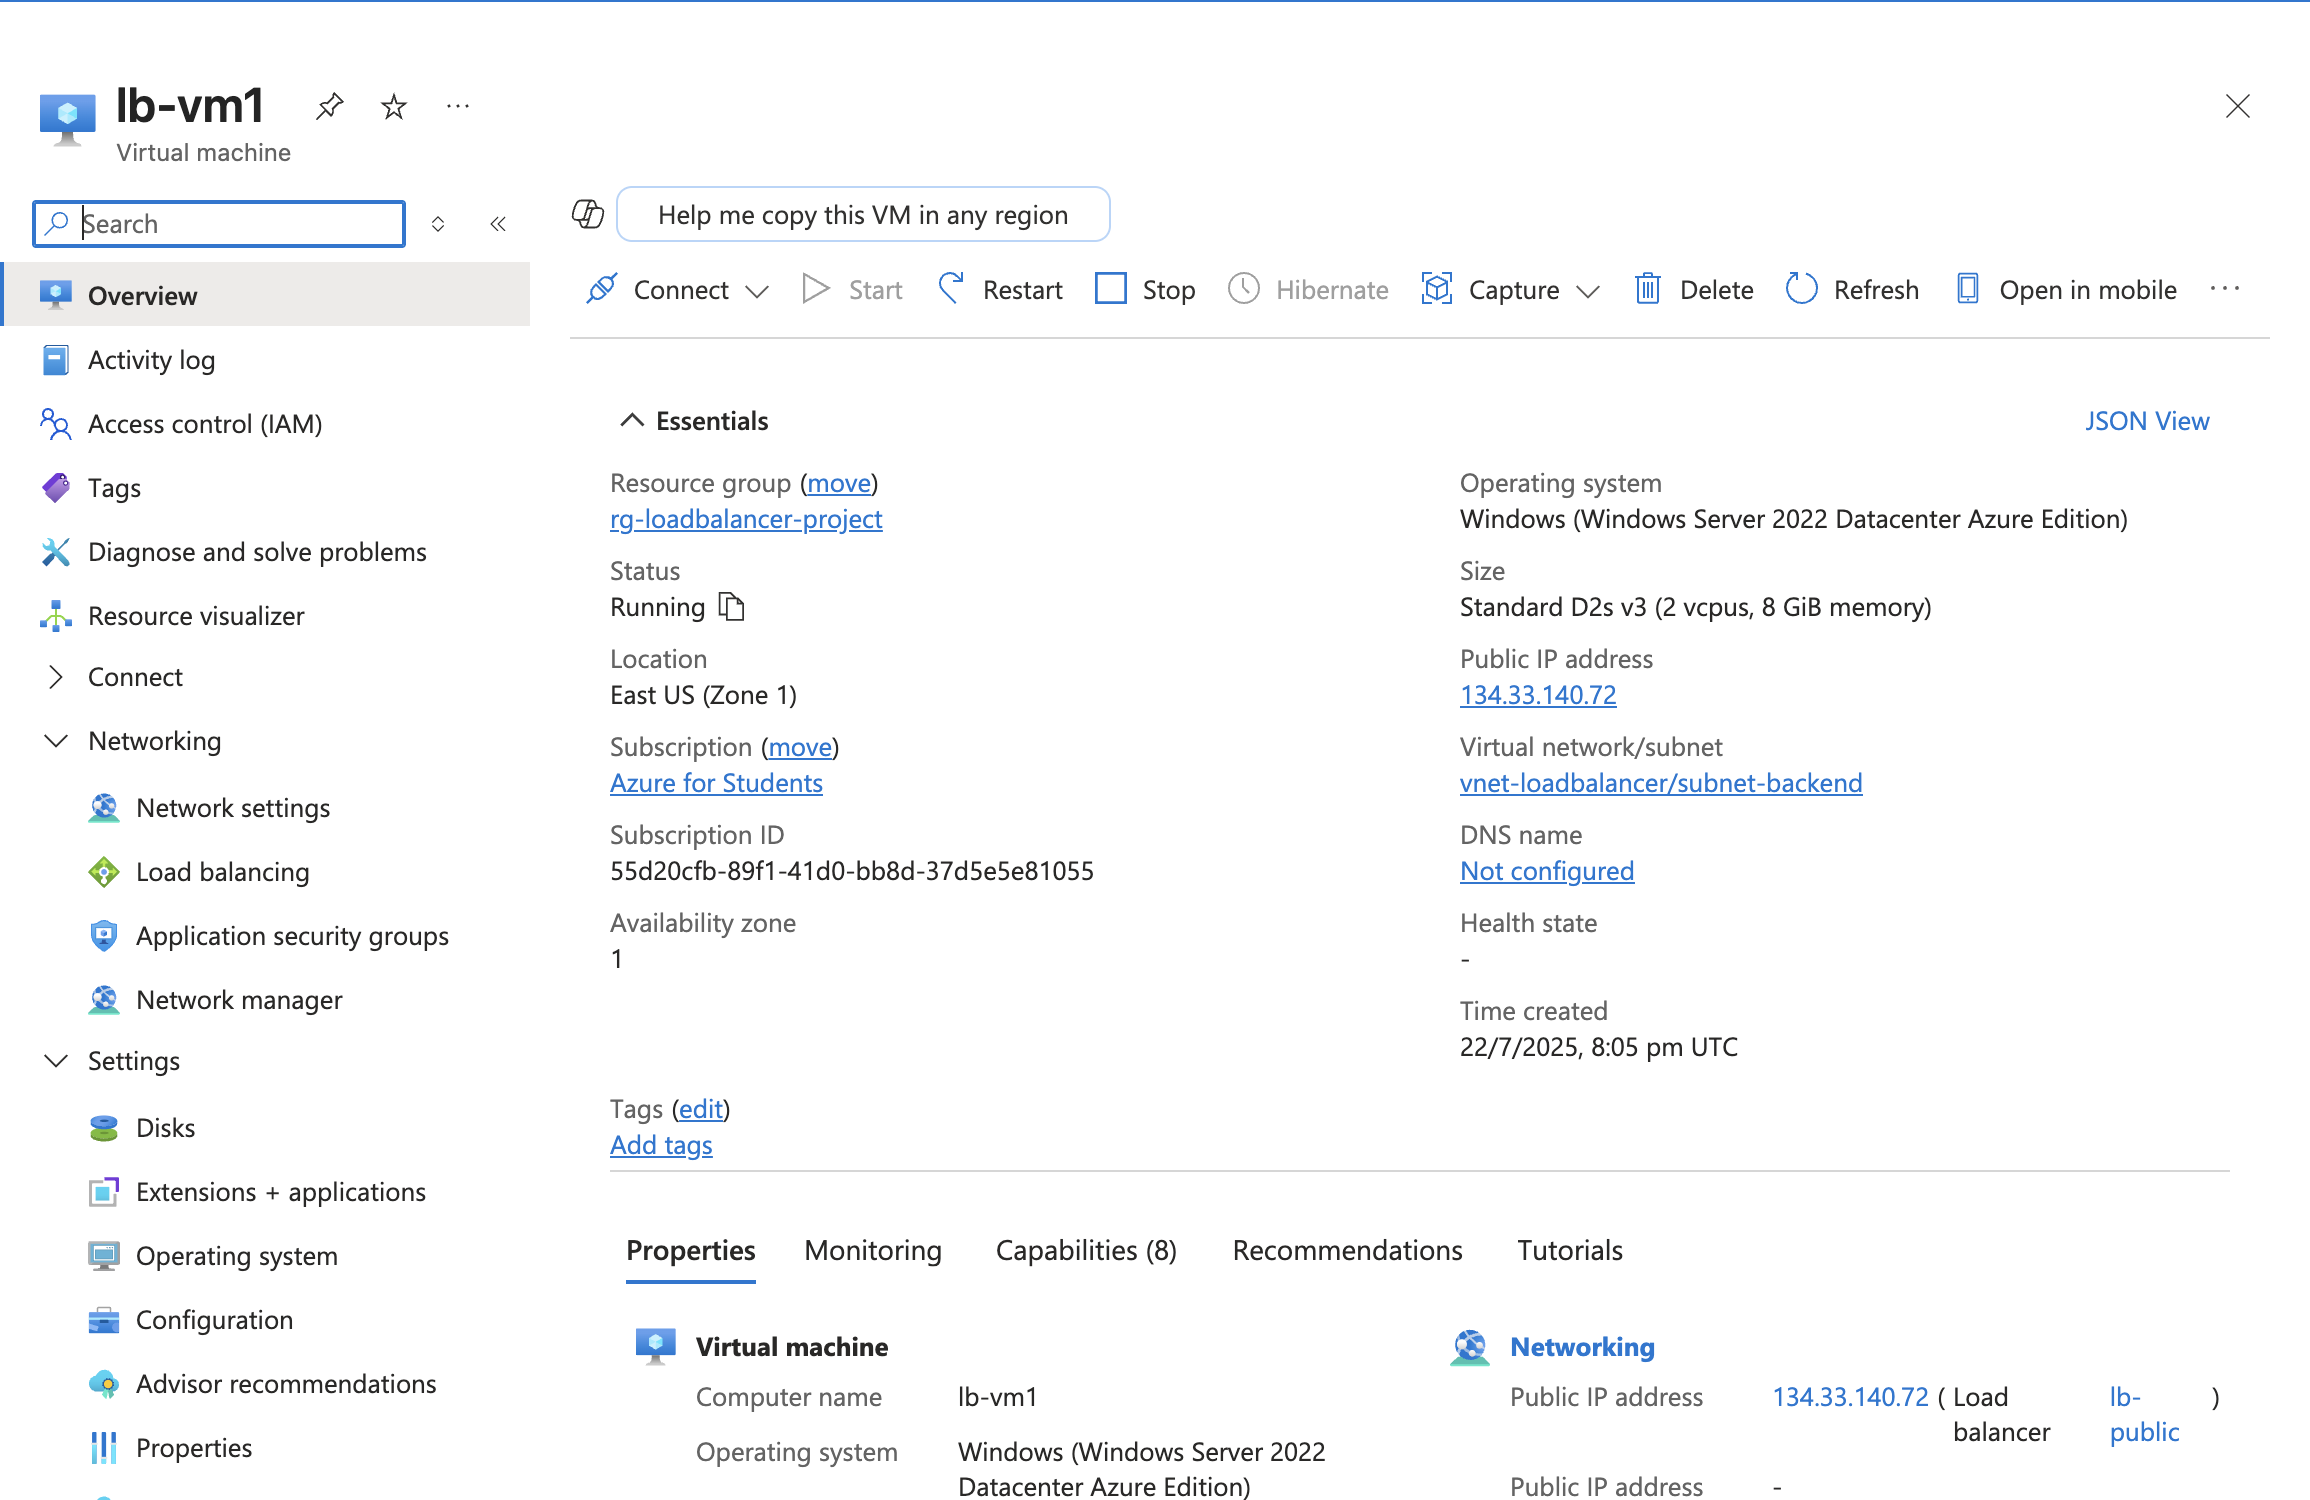 lb-vm1
Virtual machine
Search
Overview
Activity log
Access control (IAM)
Tags
Diagnose and solve problems
Resource visualizer
Connect
Networking
Network settings
Load balancing
Application security groups
Network manager
Settings
Disks
Extensions + applications
Operating system
Configuration
Advisor recommendations
Properties
Help me copy this VM in any region
Connect Start Restart Stop Hibernate Capture Delete Refresh Open in mobile
Essentials
JSON View
Resource group (move)
rg-loadbalancer-project
Status
Running
Location
East US (Zone 1)
Subscription (move)
Azure for Students
Subscription ID
55d20cfb-89f1-41d0-bb8d-37d5e5e81055
Availability zone
1
Operating system
Windows (Windows Server 2022 Datacenter Azure Edition)
Size
Standard D2s v3 (2 vcpus, 8 GiB memory)
Public IP address
134.33.140.72
Virtual network/subnet
vnet-loadbalancer/subnet-backend
DNS name
Not configured
Health state
-
Time created
22/7/2025, 8:05 pm UTC
Tags (edit)
Add tags
Properties Monitoring Capabilities (8) Recommendations Tutorials
Virtual machine
Computer name lb-vm1
Operating system Windows (Windows Server 2022
Datacenter Azure Edition)
Networking
Public IP address 134.33.140.72 ( Load lb- )
balancer public
Public IP address -